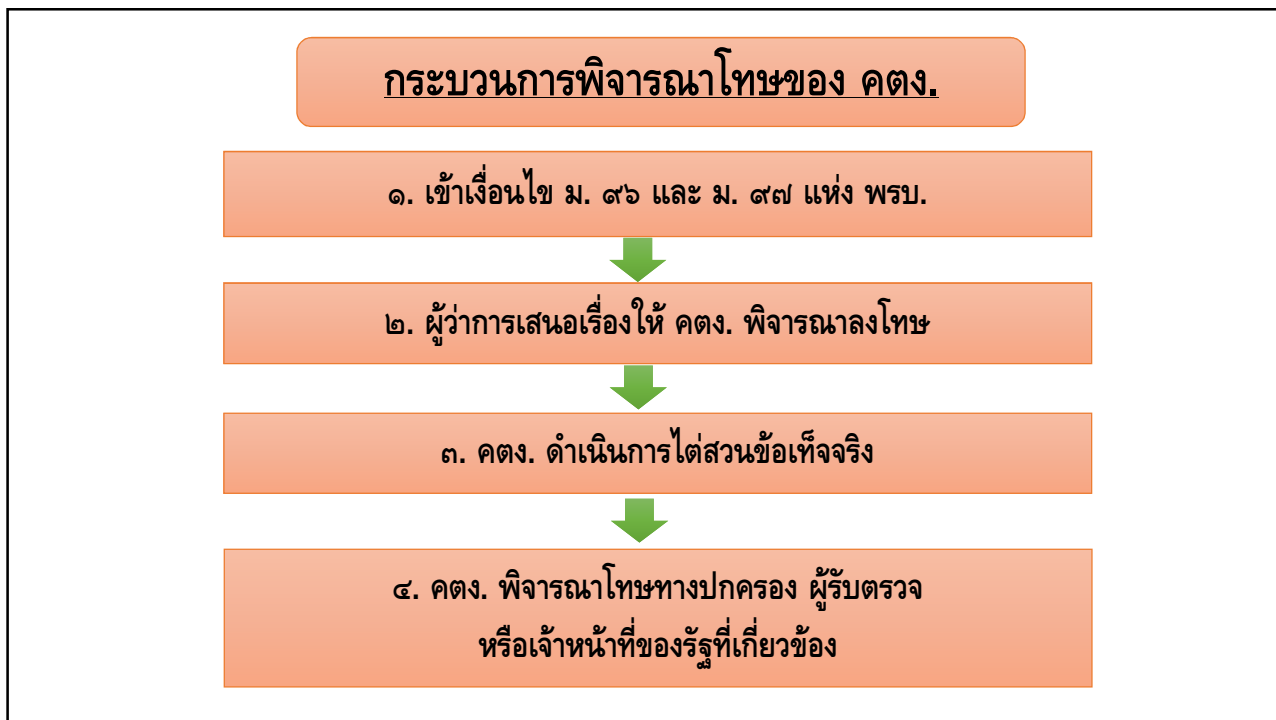 กระบวนการพิจารณาโทษของ คตง.
๑. เข้าเงื่อนไข ม. ๙๖ และ ม. ๙๗ แห่ง พรบ.
๒. ผู้ว่าการเสนอเรื่องให้ คตง. พิจารณาลงโทษ
๓. คตง. ดำเนินการไต่สวนข้อเท็จจริง
๔. คตง. พิจารณาโทษทางปกครอง ผู้รับตรวจ
หรือเจ้าหน้าที่ของรัฐที่เกี่ยวข้อง